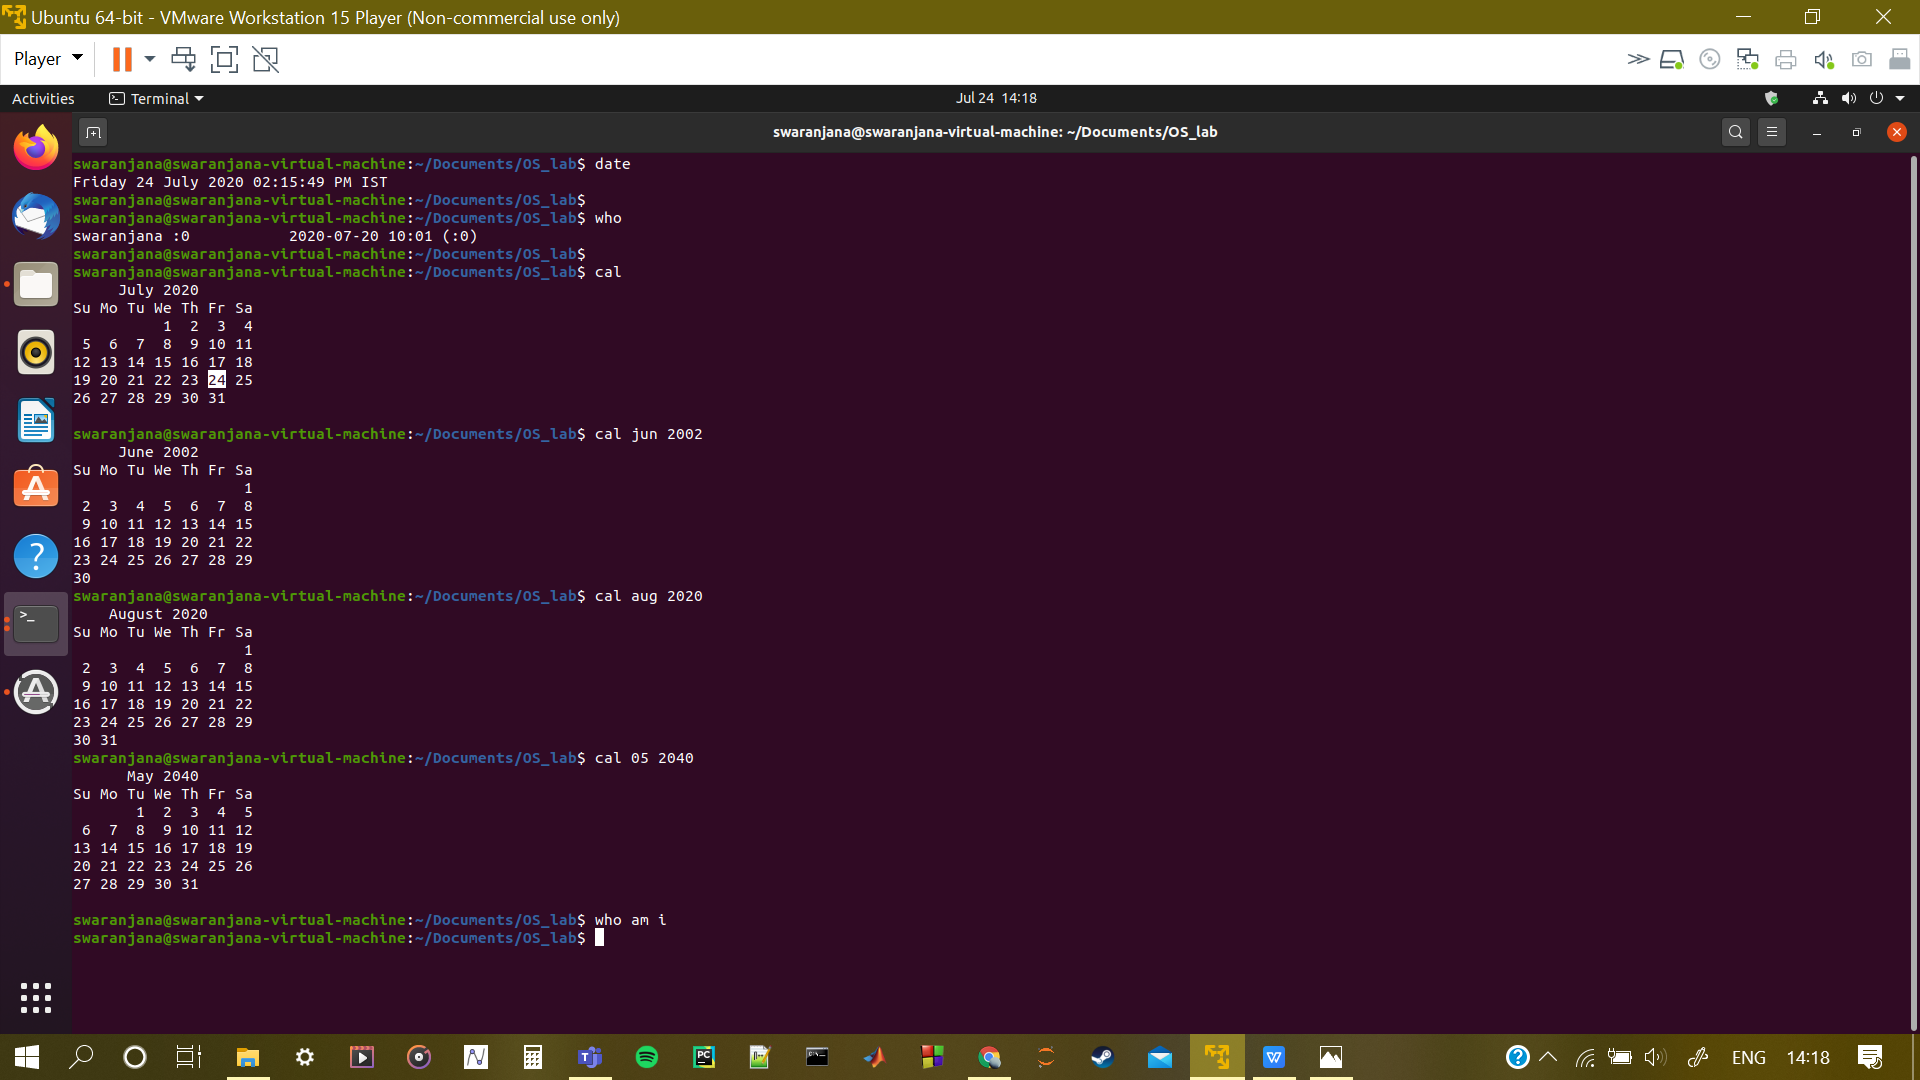 Ubuntu 64-bit - VMware Workstation 15 Player (Non-commercial use only)
Player
Activities Terminal Jul 24 14:18
swaranjana@swaranjana-virtual-machine: ~/Documents/OS_lab
swaranjana@swaranjana-virtual-machine:~/Documents/OS_lab$ date
Friday 24 July 2020 02:15:49 PM IST
swaranjana@swaranjana-virtual-machine:~/Documents/OS_lab$
swaranjana@swaranjana-virtual-machine:~/Documents/OS_lab$ who
swaranjana :0           2020-07-20 10:01 (:0)
swaranjana@swaranjana-virtual-machine:~/Documents/OS_lab$
swaranjana@swaranjana-virtual-machine:~/Documents/OS_lab$ cal
     July 2020
Su Mo Tu We Th Fr Sa
          1  2  3  4
 5  6  7  8  9 10 11
12 13 14 15 16 17 18
19 20 21 22 23 24 25
26 27 28 29 30 31
swaranjana@swaranjana-virtual-machine:~/Documents/OS_lab$ cal jun 2002
     June 2002
Su Mo Tu We Th Fr Sa
                   1
 2  3  4  5  6  7  8
 9 10 11 12 13 14 15
16 17 18 19 20 21 22
23 24 25 26 27 28 29
30
swaranjana@swaranjana-virtual-machine:~/Documents/OS_lab$ cal aug 2020
    August 2020
Su Mo Tu We Th Fr Sa
                   1
 2  3  4  5  6  7  8
 9 10 11 12 13 14 15
16 17 18 19 20 21 22
23 24 25 26 27 28 29
30 31
swaranjana@swaranjana-virtual-machine:~/Documents/OS_lab$ cal 05 2040
      May 2040
Su Mo Tu We Th Fr Sa
       1  2  3  4  5
 6  7  8  9 10 11 12
13 14 15 16 17 18 19
20 21 22 23 24 25 26
27 28 29 30 31
swaranjana@swaranjana-virtual-machine:~/Documents/OS_lab$ who am i
swaranjana@swaranjana-virtual-machine:~/Documents/OS_lab$
ENG 14:18